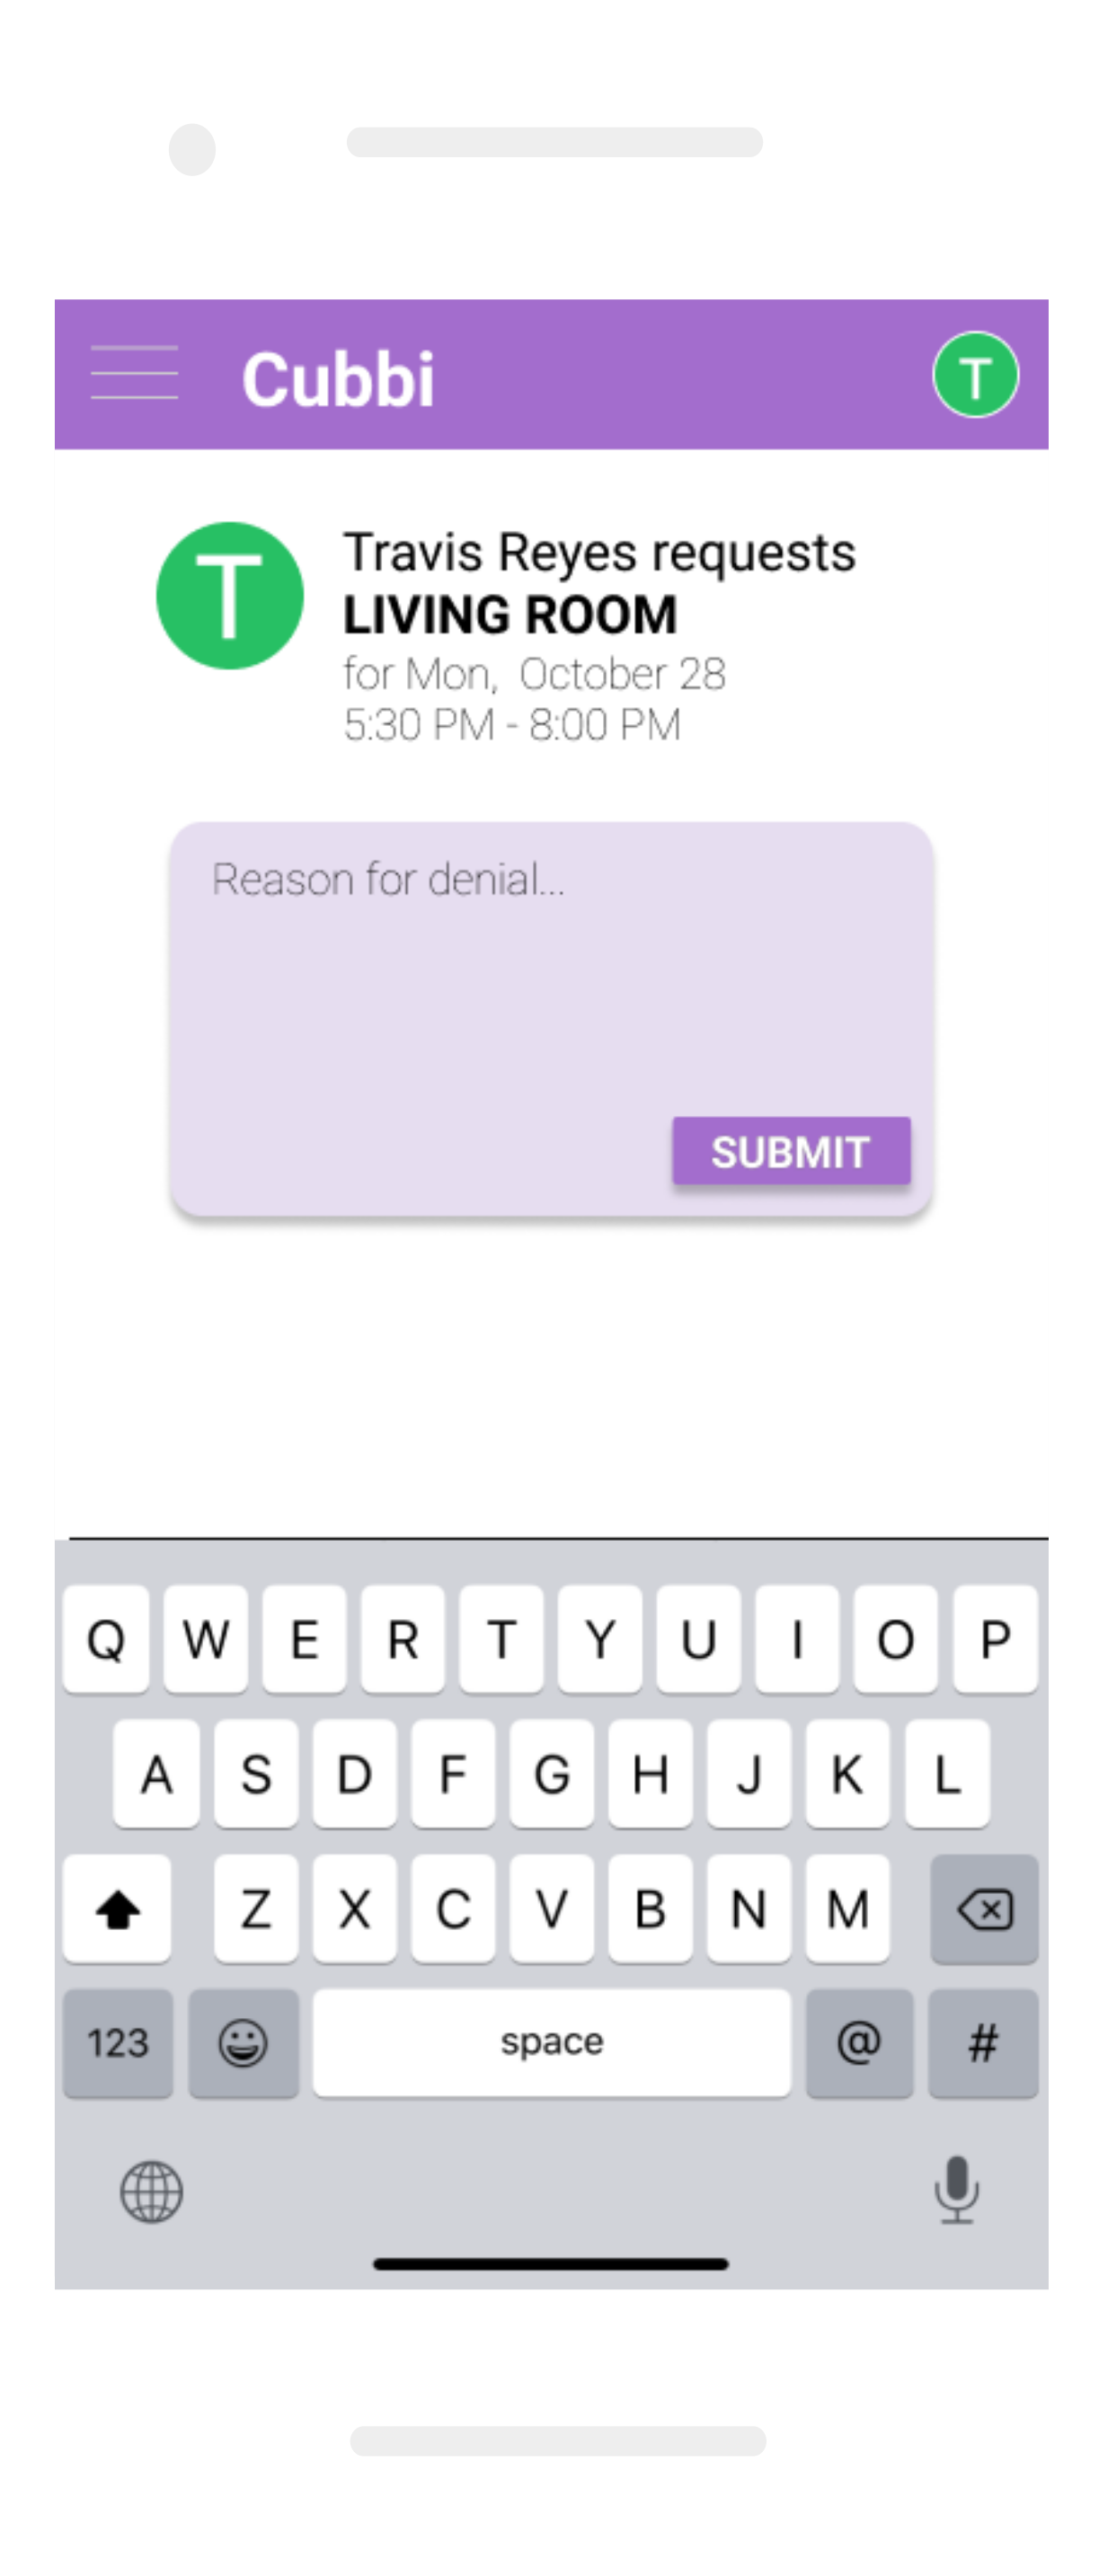 Cubbi
T
T
Travis Reyes requests
LIVING ROOM
for Mon, October 28
5:30 PM - 8:00 PM
Reason for denial...
SUBMIT
Q W E R T Y U I O P
A S D F G H J K L
Z X C V B N M
123 space @ #